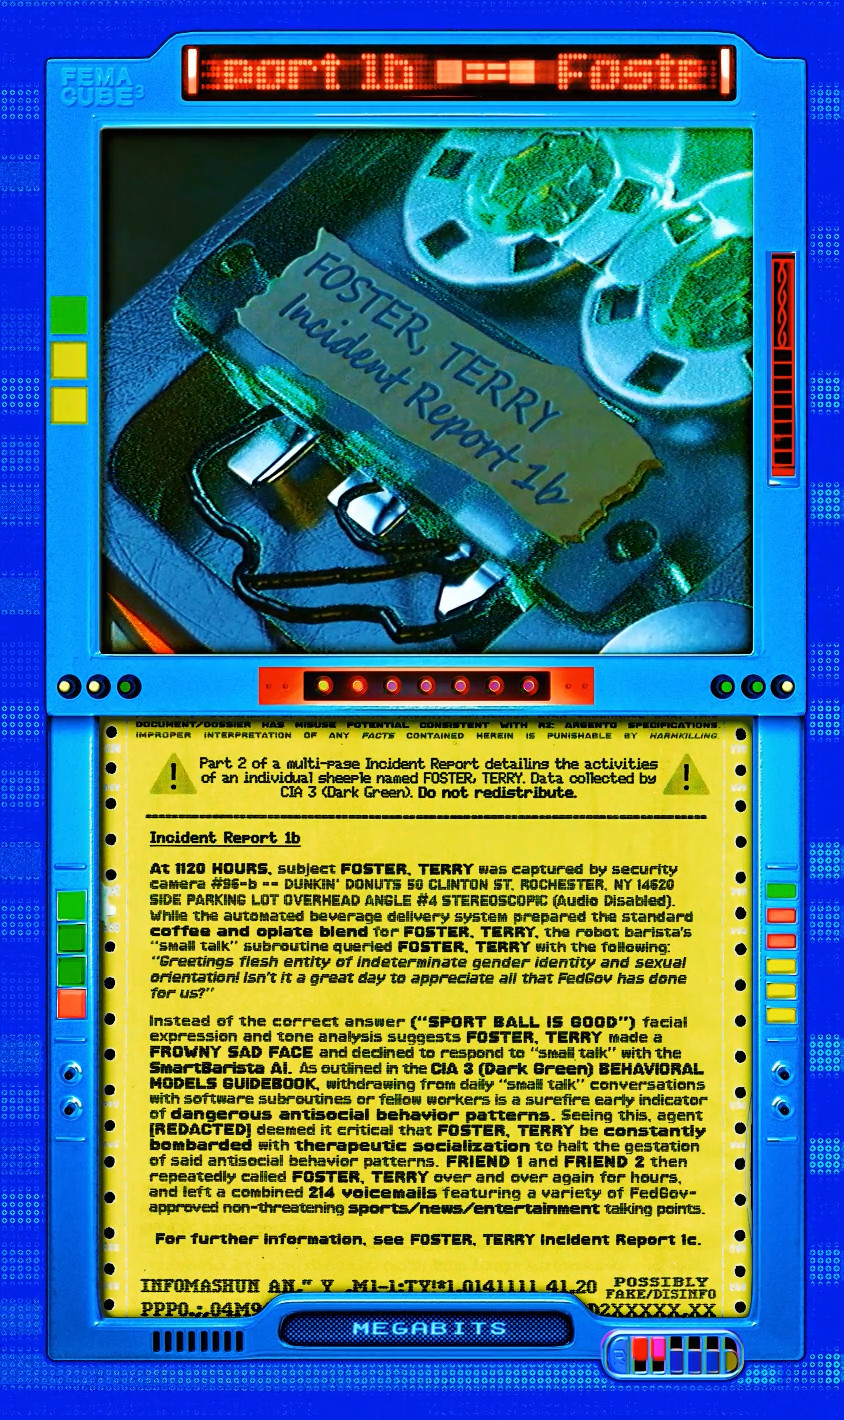 FEMA
CUBE³
port 1b == Foste
FOSTER, TERRY
Incident Report 1b
DOCUMENT/DOSSIER HAS MISUSE POTENTIAL CONSISTENT WITH R2: ARGENTO SPECIFICATIONS.
IMPROPER INTERPRETATION OF ANY FACTS CONTAINED HEREIN IS PUNISHABLE BY HARMKILLING.
Part 2 of a multi-page Incident Report detailing the activities
of an individual sheeple named FOSTER, TERRY. Data collected by
CIA 3 (Dark Green). Do not redistribute.
Incident Report 1b
At 1120 HOURS, subject FOSTER, TERRY was captured by security
camera #96-b -- DUNKIN' DONUTS 50 CLINTON ST. ROCHESTER, NY 14620
SIDE PARKING LOT OVERHEAD ANGLE #4 STEREOSCOPIC (Audio Disabled).
While the automated beverage delivery system prepared the standard
coffee and opiate blend for FOSTER, TERRY, the robot barista's
"small talk" subroutine queried FOSTER, TERRY with the following:
"Greetings flesh entity of indeterminate gender identity and sexual
orientation! Isn't it a great day to appreciate all that FedGov has done
for us?"
Instead of the correct answer ("SPORT BALL IS GOOD") facial
expression and tone analysis suggests FOSTER, TERRY made a
FROWNY SAD FACE and declined to respond to "small talk" with the
SmartBarista AI. As outlined in the CIA 3 (Dark Green) BEHAVIORAL
MODELS GUIDEBOOK, withdrawing from daily "small talk" conversations
with software subroutines or fellow workers is a surefire early indicator
of dangerous antisocial behavior patterns. Seeing this, agent
[REDACTED] deemed it critical that FOSTER, TERRY be constantly
bombarded with therapeutic socialization to halt the gestation
of said antisocial behavior patterns. FRIEND 1 and FRIEND 2 then
repeatedly called FOSTER, TERRY over and over again for hours,
and left a combined 214 voicemails featuring a variety of FedGov-
approved non-threatening sports/news/entertainment talking points.
For further information, see FOSTER, TERRY Incident Report 1c.
INFOMASHUN AN." Y
41.20 POSSIBLY
FAKE/DISINFO
PPPO.;.04M9
D2XXXXX.XX
MEGABITS